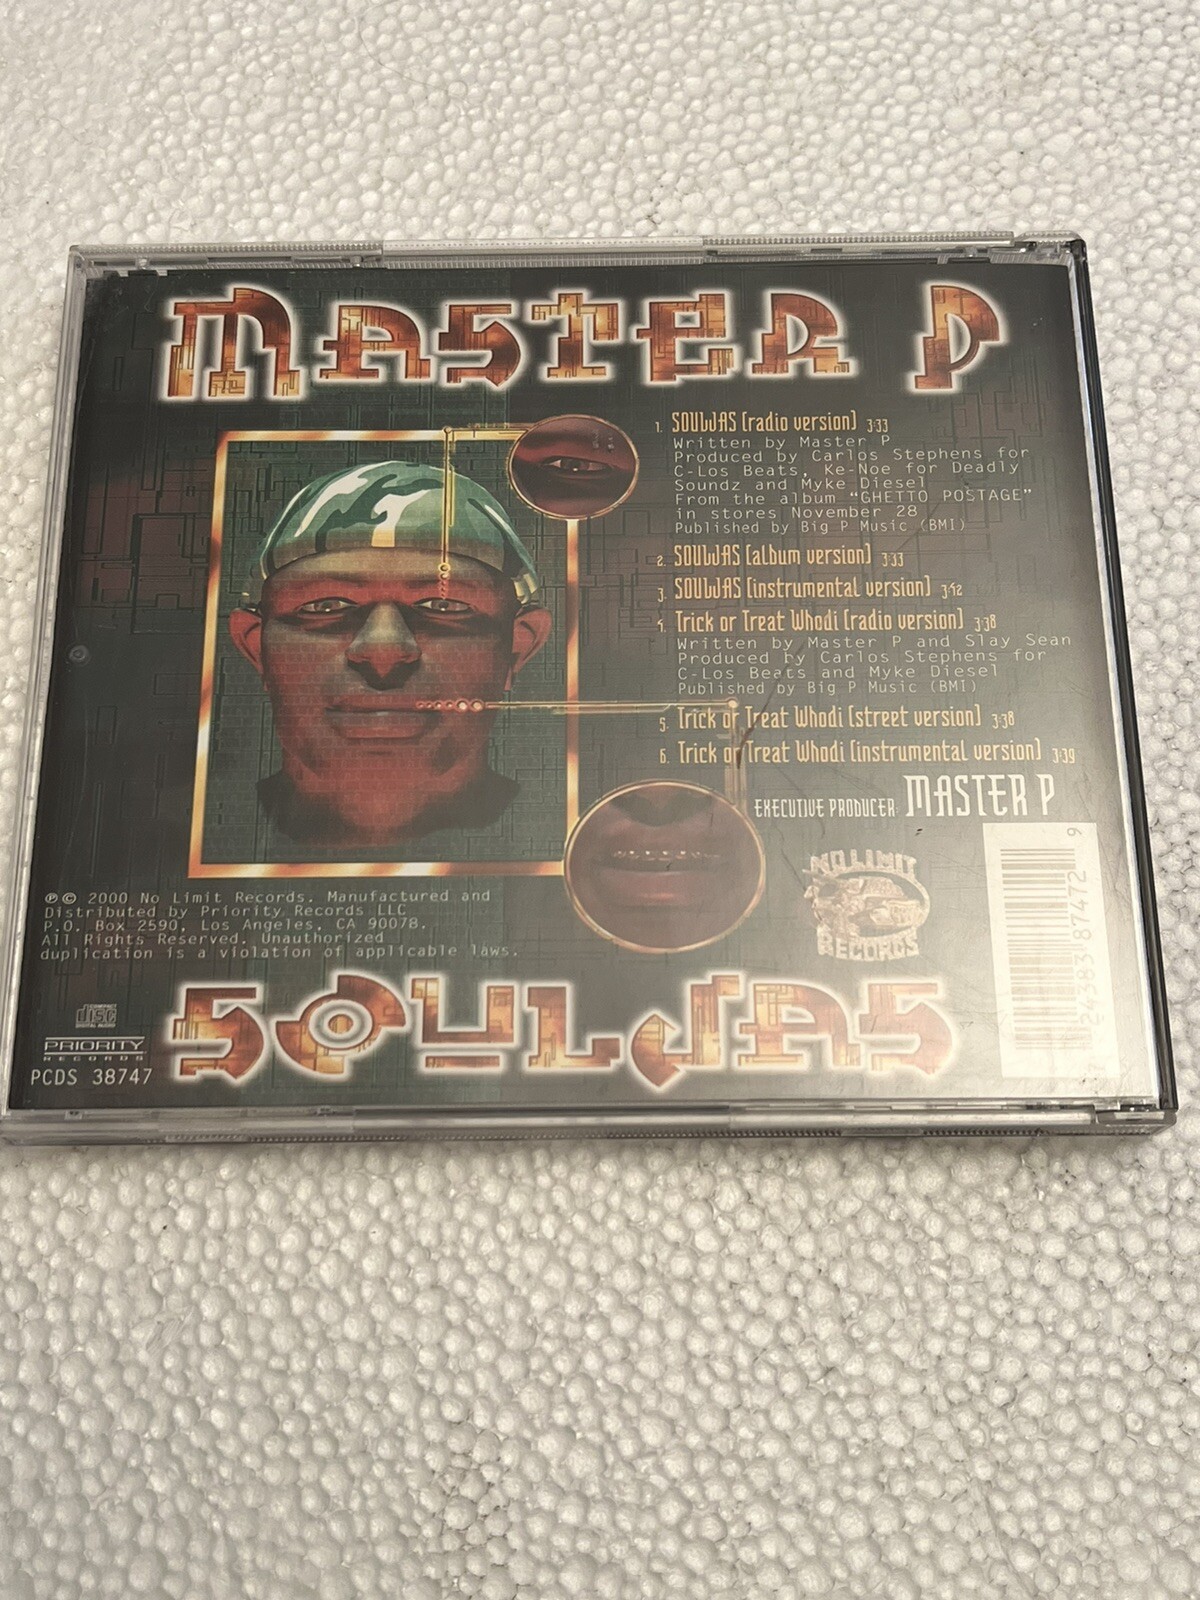 MASTER P
1. SOULJAS (radio version) 3:33
Written by Master P
Produced by Carlos Stephens for
C-Los Beats, Ke-Noe for Deadly
Soundz and Myke Diesel
From the album "GHETTO POSTAGE"
in stores November 28
Published by Big P Music (BMI)
2. SOULJAS (album version) 3:33
3. SOULJAS (instrumental version) 3:42
4. Trick or Treat Whodi (radio version) 3:38
Written by Master P and Slay Sean
Produced by Carlos Stephens for
C-Los Beats and Myke Diesel
Published by Big P Music (BMI)
5. Trick or Treat Whodi (street version) 3:38
6. Trick or Treat Whodi (instrumental version) 3:39
EXECUTIVE PRODUCER: MASTER P
NO LIMIT
RECORDS
℗© 2000 No Limit Records. Manufactured and
Distributed by Priority Records LLC
P.O. Box 2590, Los Angeles, CA 90078.
All Rights Reserved. Unauthorized
duplication is a violation of applicable laws.
COMPACT
disc
DIGITAL AUDIO
PRIORITY
RECORDS
PCDS 38747
SOULJAS
7 24383 87472 9